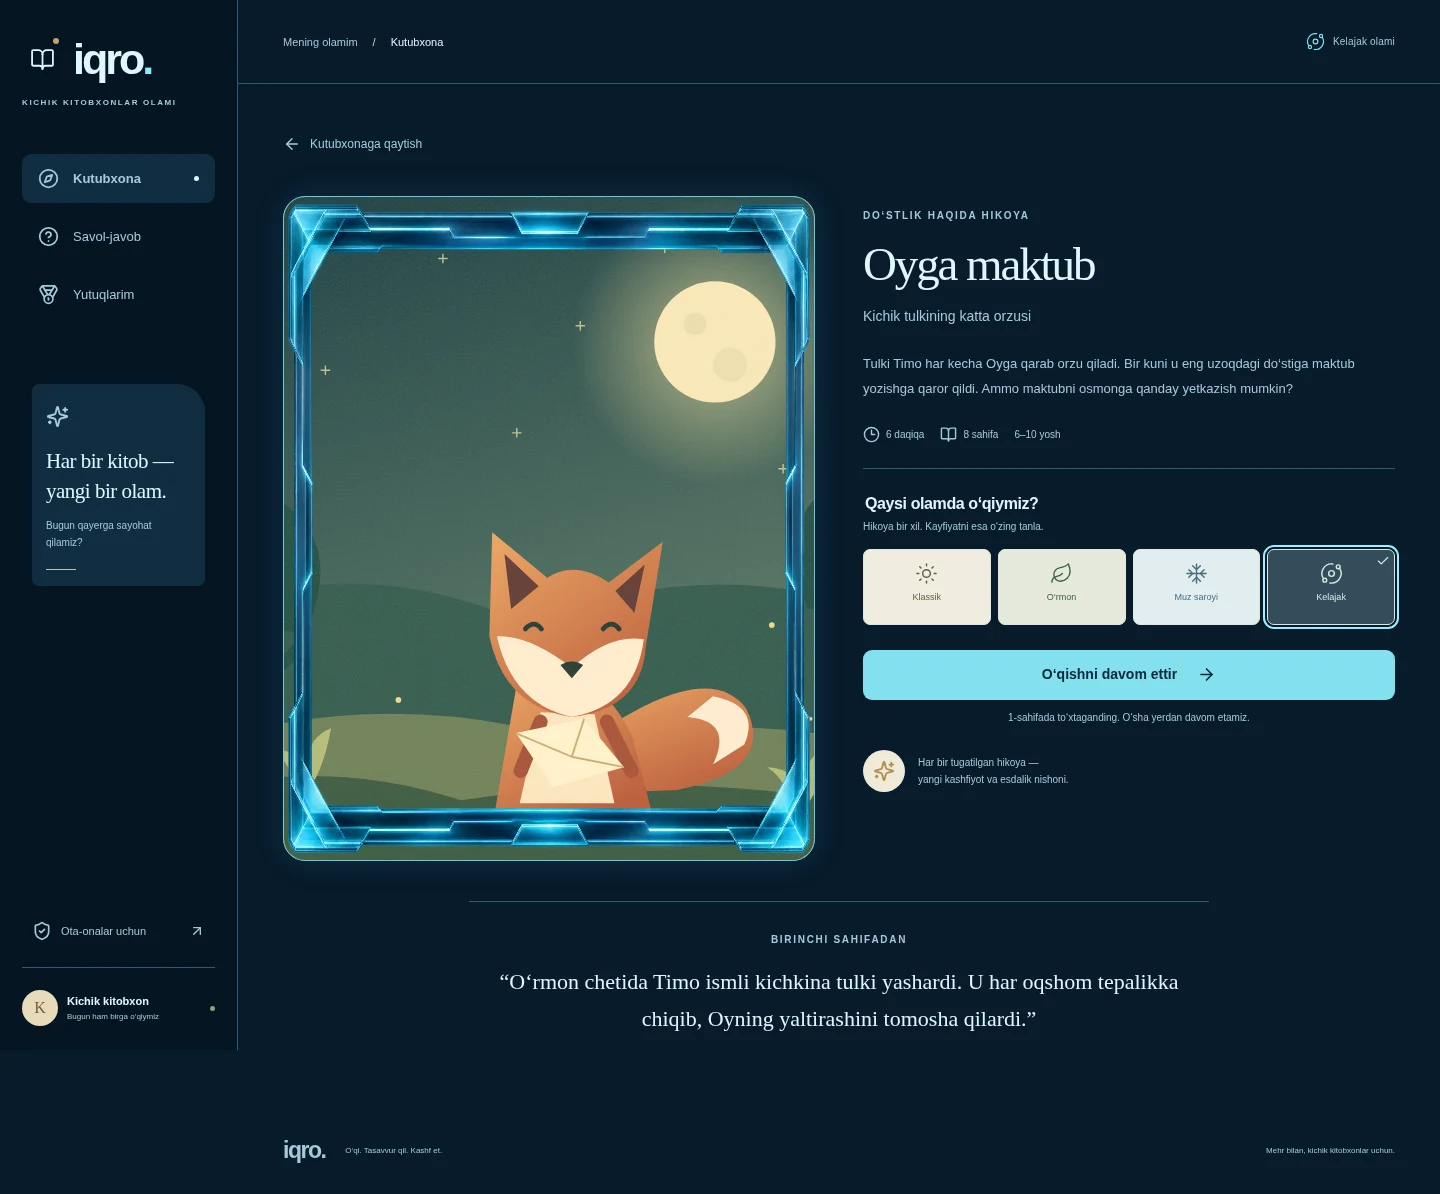 iqro.
KICHIK KITOBXONLAR OLAMI
Kutubxona
Savol-javob
Yutuqlarim
Har bir kitob —
yangi bir olam.
Bugun qayerga sayohat
qilamiz?
Ota-onalar uchun
K
Kichik kitobxon
Bugun ham birga o‘qiymiz
Mening olamim / Kutubxona
Kelajak olami
Kutubxonaga qaytish
DO‘STLIK HAQIDA HIKOYA
Oyga maktub
Kichik tulkining katta orzusi
Tulki Timo har kecha Oyga qarab orzu qiladi. Bir kuni u eng uzoqdagi do‘stiga maktub
yozishga qaror qildi. Ammo maktubni osmonga qanday yetkazish mumkin?
6 daqiqa 8 sahifa 6–10 yosh
Qaysi olamda o‘qiymiz?
Hikoya bir xil. Kayfiyatni esa o‘zing tanla.
Klassik O‘rmon Muz saroyi Kelajak
O‘qishni davom ettir
1-sahifada to‘xtaganding. O‘sha yerdan davom etamiz.
Har bir tugatilgan hikoya —
yangi kashfiyot va esdalik nishoni.
BIRINCHI SAHIFADAN
“O‘rmon chetida Timo ismli kichkina tulki yashardi. U har oqshom tepalikka
chiqib, Oyning yaltirashini tomosha qilardi.”
iqro. O‘qi. Tasavvur qil. Kashf et.
Mehr bilan, kichik kitobxonlar uchun.